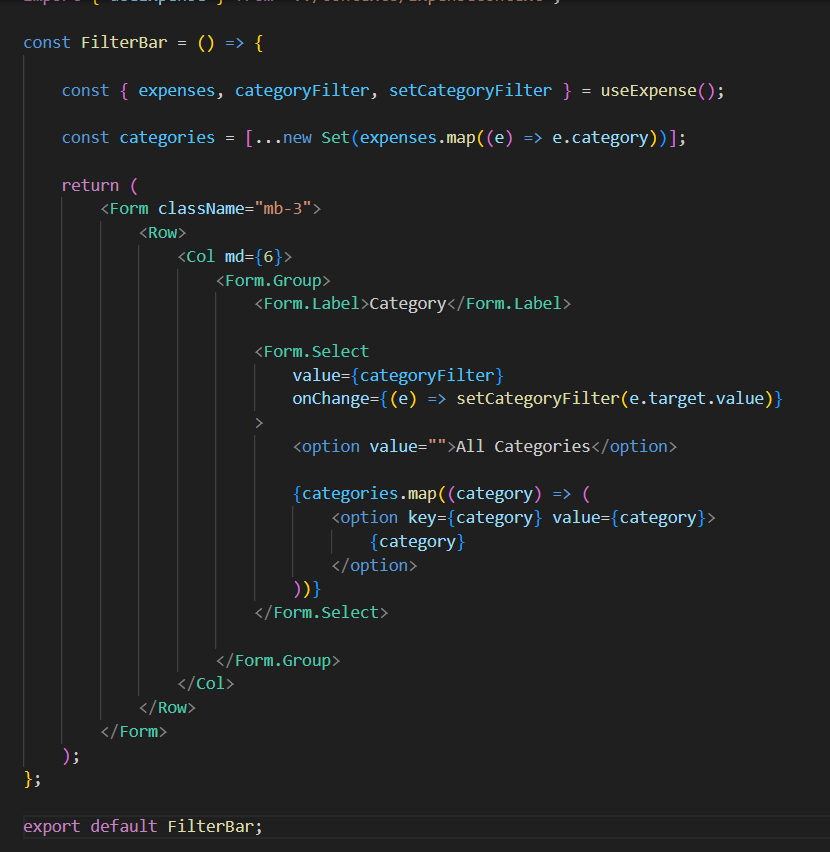 const FilterBar = () => {
const { expenses, categoryFilter, setCategoryFilter } = useExpense();
const categories = [...new Set(expenses.map((e) => e.category))];
return (
<Form className="mb-3">
<Row>
<Col md={6}>
<Form.Group>
<Form.Label>Category</Form.Label>
<Form.Select
value={categoryFilter}
onChange={(e) => setCategoryFilter(e.target.value)}
>
<option value="">All Categories</option>
{categories.map((category) => (
<option key={category} value={category}>
{category}
</option>
))}
</Form.Select>
</Form.Group>
</Col>
</Row>
</Form>
);
};
export default FilterBar;